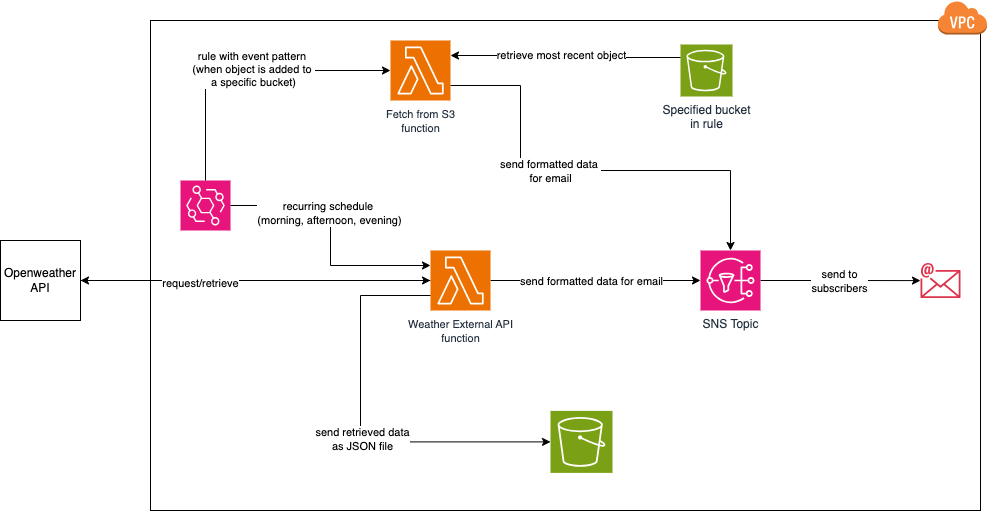 VPC
rule with event pattern
(when object is added to
a specific bucket)
retrieve most recent object
Fetch from S3
function
Specified bucket
in rule
send formatted data
for email
recurring schedule
(morning, afternoon, evening)
Openweather
API
request/retrieve
send formatted data for email
send to
subscribers
@
Weather External API
function
SNS Topic
send retrieved data
as JSON file